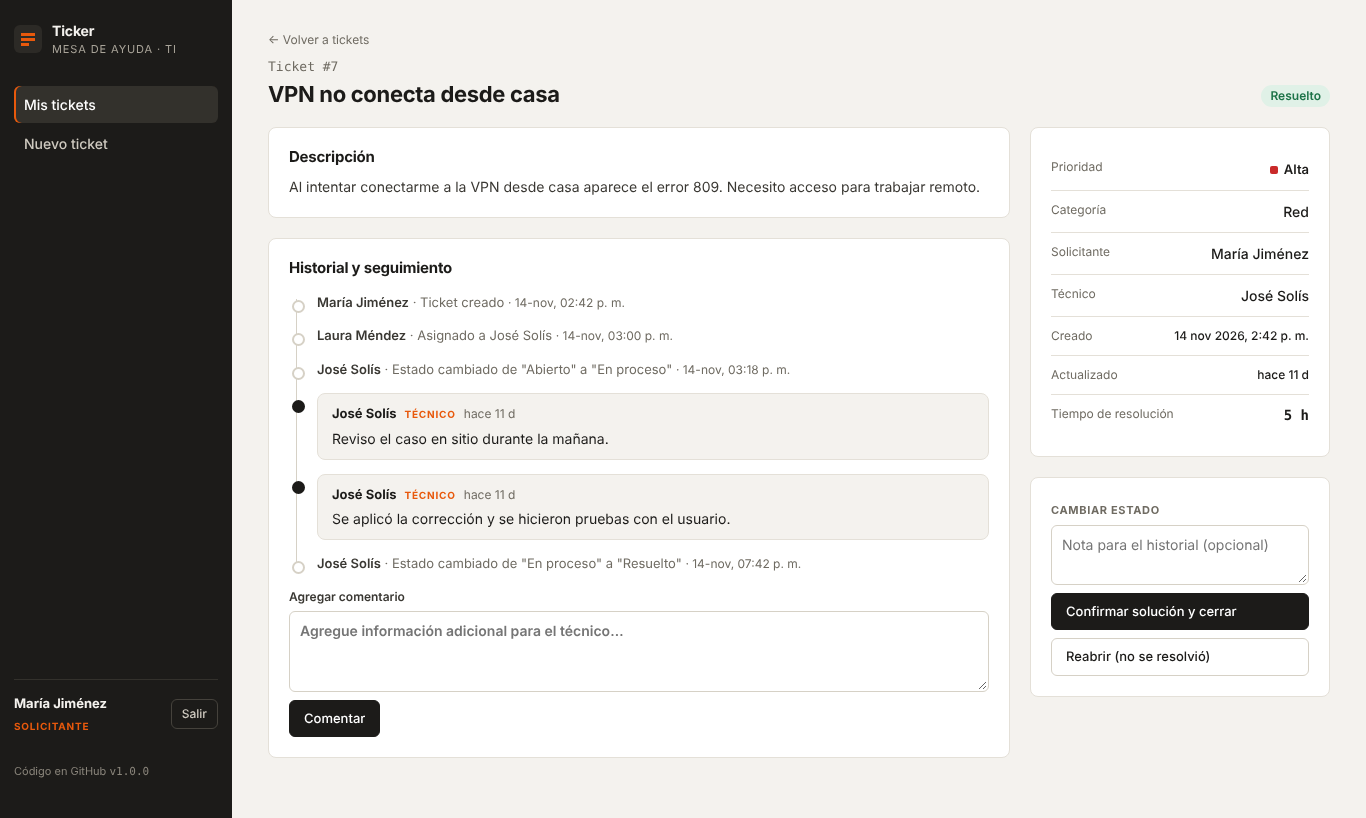 Ticker
MESA DE AYUDA · TI
Mis tickets
Nuevo ticket
María Jiménez
SOLICITANTE
Salir
Código en GitHub v1.0.0
← Volver a tickets
Ticket #7
VPN no conecta desde casa
Resuelto
Descripción
Al intentar conectarme a la VPN desde casa aparece el error 809. Necesito acceso para trabajar remoto.
Historial y seguimiento
María Jiménez · Ticket creado · 14-nov, 02:42 p. m.
Laura Méndez · Asignado a José Solís · 14-nov, 03:00 p. m.
José Solís · Estado cambiado de "Abierto" a "En proceso" · 14-nov, 03:18 p. m.
José Solís TÉCNICO hace 11 d
Reviso el caso en sitio durante la mañana.
José Solís TÉCNICO hace 11 d
Se aplicó la corrección y se hicieron pruebas con el usuario.
José Solís · Estado cambiado de "En proceso" a "Resuelto" · 14-nov, 07:42 p. m.
Agregar comentario
Agregue información adicional para el técnico...
Comentar
Prioridad Alta
Categoría Red
Solicitante María Jiménez
Técnico José Solís
Creado 14 nov 2026, 2:42 p. m.
Actualizado hace 11 d
Tiempo de resolución 5 h
CAMBIAR ESTADO
Nota para el historial (opcional)
Confirmar solución y cerrar
Reabrir (no se resolvió)